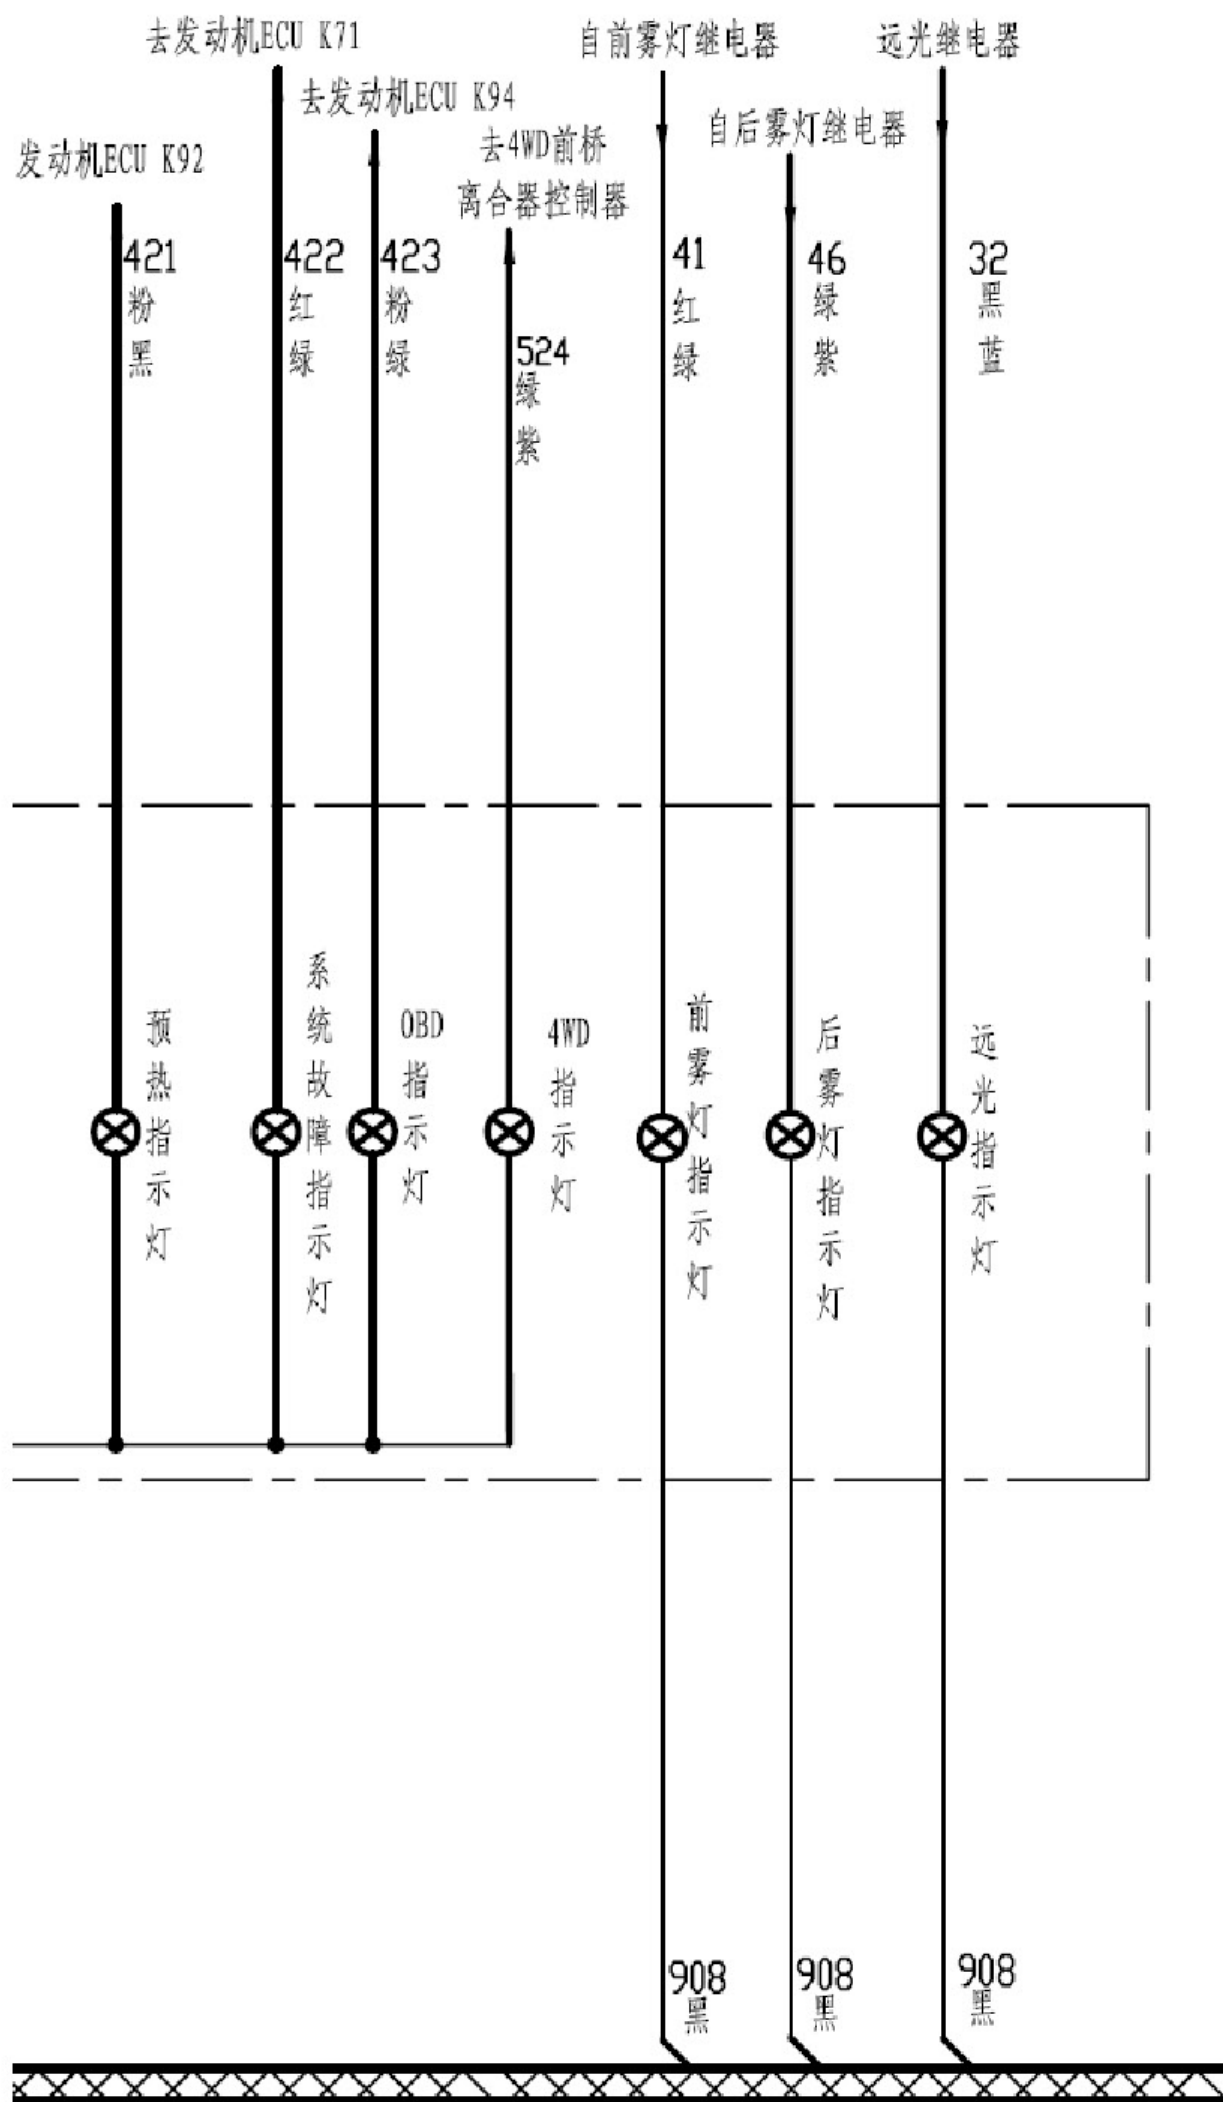 去发动机ECU K71
自前雾灯继电器
远光继电器
去发动机ECU K94
自后雾灯继电器
发动机ECU K92
去4WD前桥
离合器控制器
421
粉黑
422
红绿
423
粉绿
524
绿紫
41
红绿
46
绿紫
32
黑蓝
预热指示灯
系统故障指示灯
OBD指示灯
4WD指示灯
前雾灯指示灯
后雾灯指示灯
远光指示灯
908
黑
908
黑
908
黑